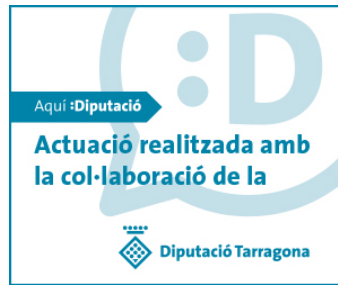 :D
Aquí :Diputació
Actuació realitzada amb
la col·laboració de la
Diputació Tarragona